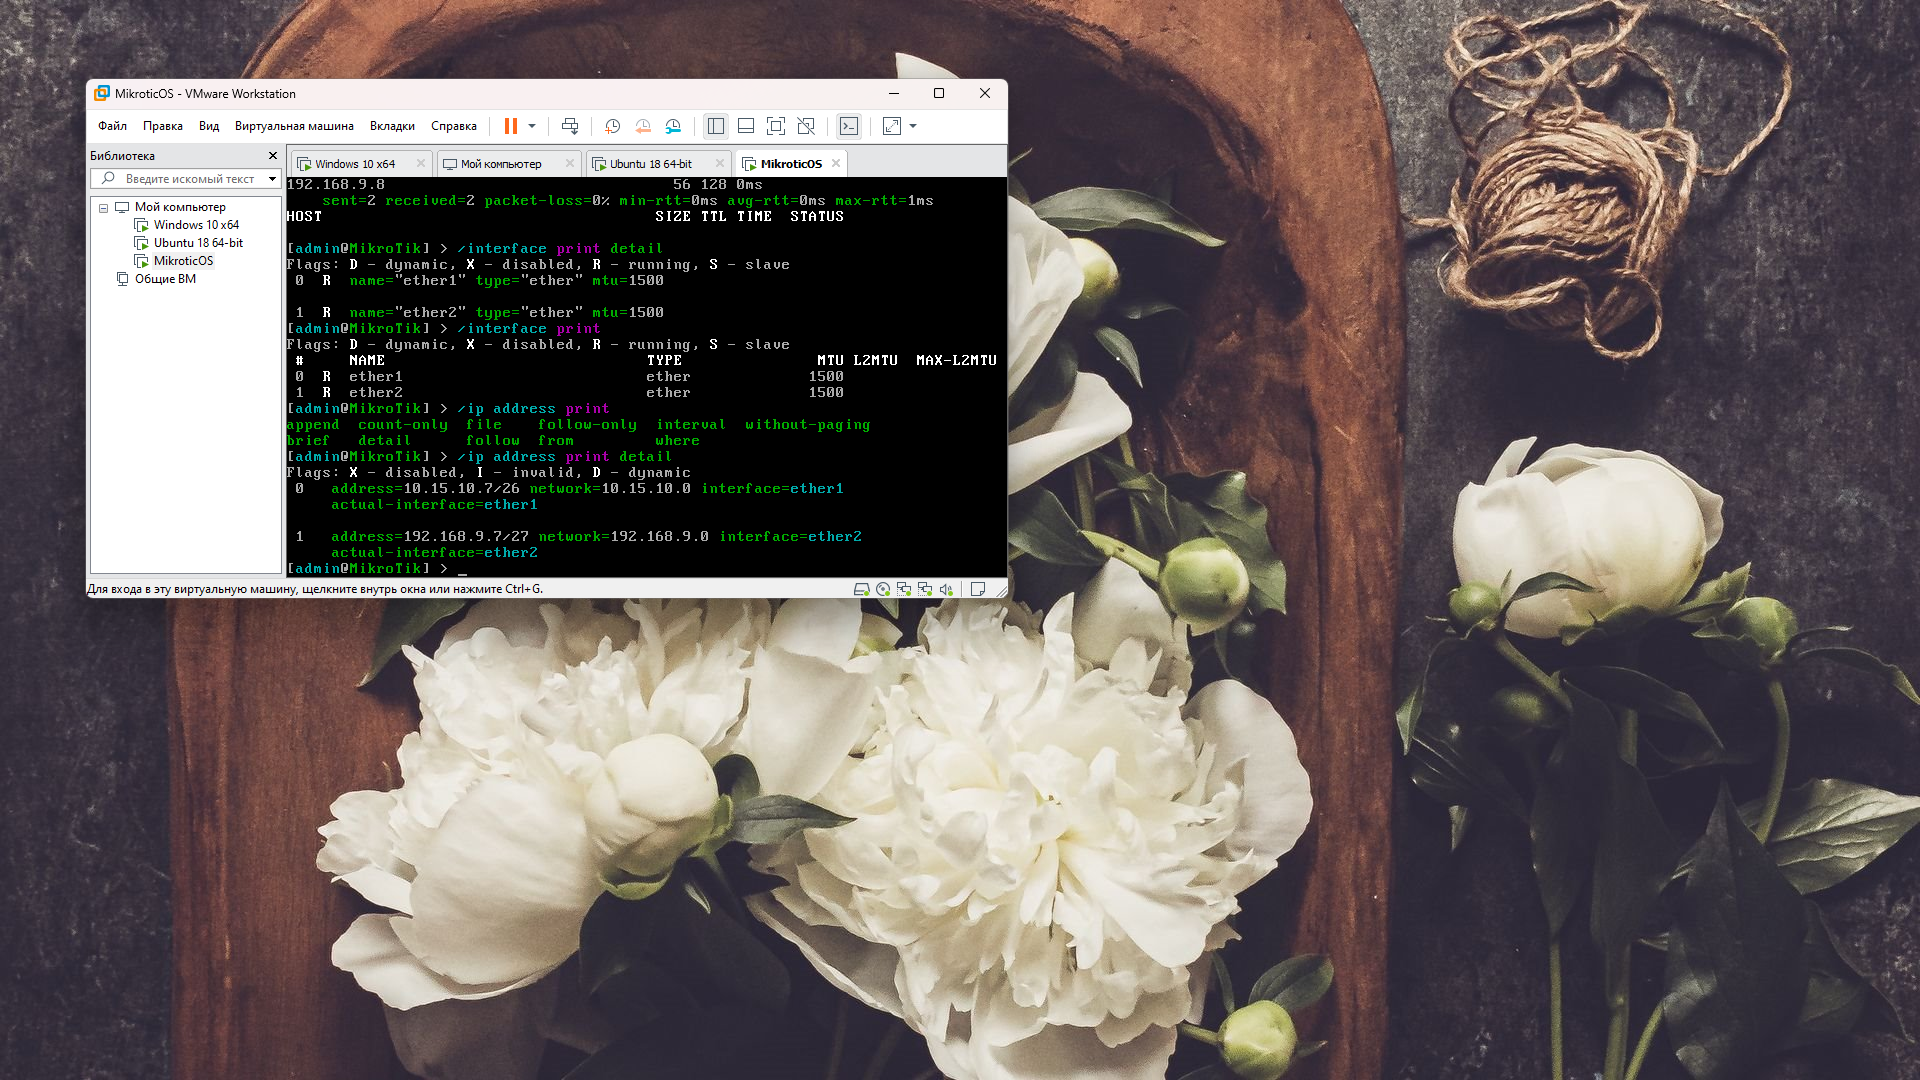 MikroticOS - VMware Workstation
Файл Правка Вид Виртуальная машина Вкладки Справка
Библиотека
Введите искомый текст
Мой компьютер
Windows 10 x64
Ubuntu 18 64-bit
MikroticOS
Общие ВМ
Windows 10 x64 Мой компьютер Ubuntu 18 64-bit MikroticOS
192.168.9.8 56 128 0ms
sent=2 received=2 packet-loss=0% min-rtt=0ms avg-rtt=0ms max-rtt=1ms
HOST SIZE TTL TIME STATUS
[admin@MikroTik] > /interface print detail
Flags: D - dynamic, X - disabled, R - running, S - slave
0 R name="ether1" type="ether" mtu=1500
1 R name="ether2" type="ether" mtu=1500
[admin@MikroTik] > /interface print
Flags: D - dynamic, X - disabled, R - running, S - slave
# NAME TYPE MTU L2MTU MAX-L2MTU
0 R ether1 ether 1500
1 R ether2 ether 1500
[admin@MikroTik] > /ip address print
append count-only file follow-only interval without-paging
brief detail follow from where
[admin@MikroTik] > /ip address print detail
Flags: X - disabled, I - invalid, D - dynamic
0 address=10.15.10.7/26 network=10.15.10.0 interface=ether1
actual-interface=ether1
1 address=192.168.9.7/27 network=192.168.9.0 interface=ether2
actual-interface=ether2
[admin@MikroTik] > _
Для входа в эту виртуальную машину, щелкните внутрь окна или нажмите Ctrl+G.